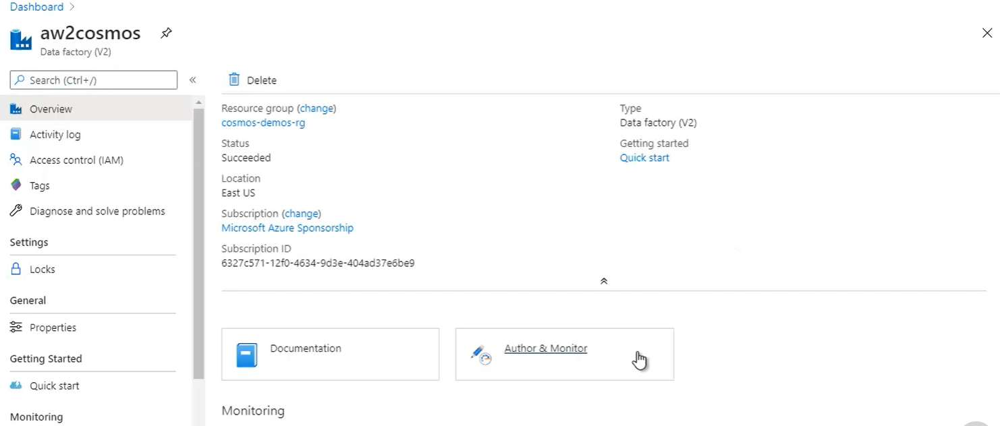 Dashboard >
aw2cosmos
Data factory (V2)
Search (Ctrl+/)
«
Overview
Activity log
Access control (IAM)
Tags
Diagnose and solve problems
Settings
Locks
General
Properties
Getting Started
Quick start
Monitoring
Delete
Resource group (change)
cosmos-demos-rg
Status
Succeeded
Location
East US
Subscription (change)
Microsoft Azure Sponsorship
Subscription ID
6327c571-12f0-4634-9d3e-404ad37e6be9
Type
Data factory (V2)
Getting started
Quick start
Documentation
Author & Monitor
Monitoring